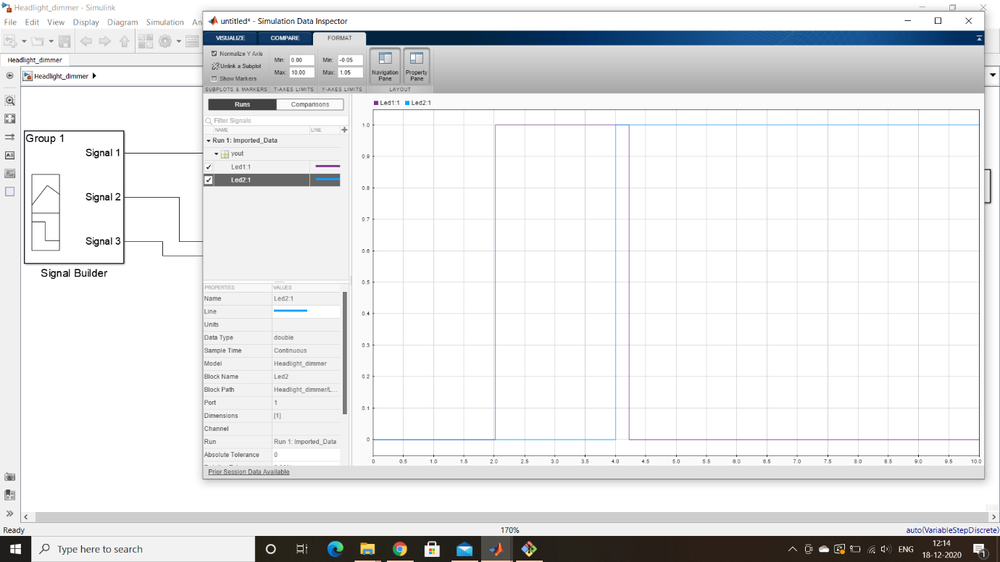 Headlight_dimmer - Simulink
File Edit View Display Diagram Simulation An
Headlight_dimmer
Headlight_dimmer
Group 1
Signal 1
Signal 2
Signal 3
Signal Builder
untitled* - Simulation Data Inspector
VISUALIZE COMPARE FORMAT
Normalize Y Axis
Unlink a Subplot
Show Markers
SUBPLOTS & MARKERS
Min: 0.00
Max: 10.00
T-AXES LIMITS
Min: -0.05
Max: 1.05
Y-AXES LIMITS
Navigation Pane
Property Pane
LAYOUT
Runs Comparisons
Filter Signals
NAME LINE
Run 1: Imported_Data
yout
Led1:1
Led2:1
PROPERTIES VALUES
Name Led2:1
Line
Units
Data Type double
Sample Time Continuous
Model Headlight_dimmer
Block Name Led2
Block Path Headlight_dimmer/L...
Port 1
Dimensions [1]
Channel
Run Run 1: Imported_Data
Absolute Tolerance 0
Prior Session Data Available
Led1:1 Led2:1
1.0
0.9
0.8
0.7
0.6
0.5
0.4
0.3
0.2
0.1
0
0 0.5 1.0 1.5 2.0 2.5 3.0 3.5 4.0 4.5 5.0 5.5 6.0 6.5 7.0 7.5 8.0 8.5 9.0 9.5 10.0
Ready 170% auto(VariableStepDiscrete)
Type here to search
ENG
12:14
18-12-2020
1